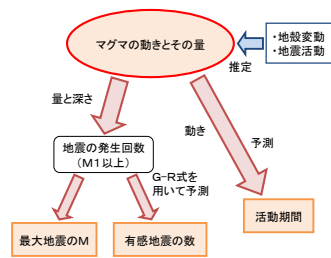 マグマの動きとその量
・地殻変動
・地震活動
推定
量と深さ
動き
予測
地震の発生回数
（M1以上）
G-R式を
用いて予測
最大地震のM
有感地震の数
活動期間